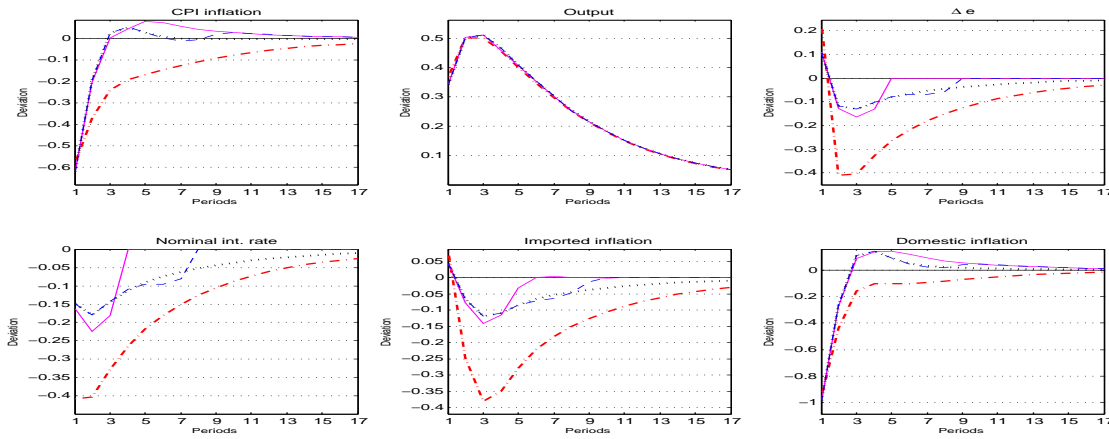 CPI inflation
0
−0.1
−0.2
−0.3
−0.4
−0.5
−0.6
Deviation
1 3 5 7 9 11 13 15 17
Periods
Output
0.5
0.4
0.3
0.2
0.1
Deviation
1 3 5 7 9 11 13 15 17
Periods
Δ e
0.2
0.1
0
−0.1
−0.2
−0.3
−0.4
Deviation
1 3 5 7 9 11 13 15 17
Periods
Nominal int. rate
0
−0.05
−0.1
−0.15
−0.2
−0.25
−0.3
−0.35
−0.4
Deviation
1 3 5 7 9 11 13 15 17
Periods
Imported inflation
0.05
0
−0.05
−0.1
−0.15
−0.2
−0.25
−0.3
−0.35
−0.4
Deviation
1 3 5 7 9 11 13 15 17
Periods
Domestic inflation
0
−0.2
−0.4
−0.6
−0.8
−1
Deviation
1 3 5 7 9 11 13 15 17
Periods